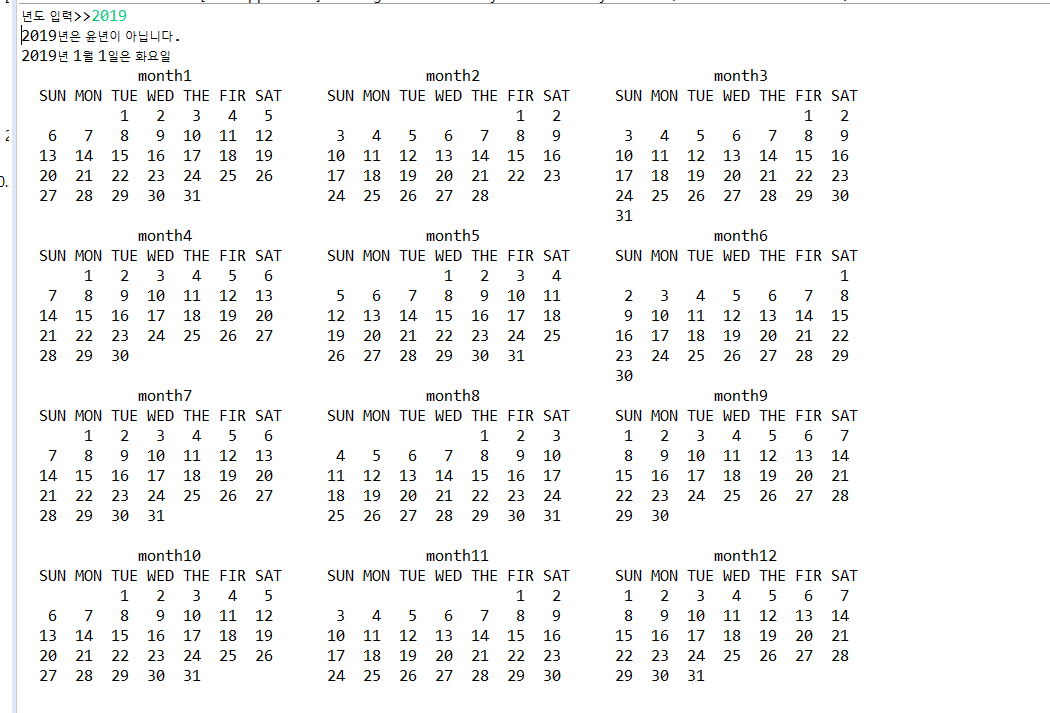 년도 입력>>2019
2019년은 윤년이 아닙니다.
2019년 1월 1일은 화요일
month1 month2 month3
SUN MON TUE WED THE FIR SAT SUN MON TUE WED THE FIR SAT SUN MON TUE WED THE FIR SAT
1 2 3 4 5 1 2 1 2
6 7 8 9 10 11 12 3 4 5 6 7 8 9 3 4 5 6 7 8 9
13 14 15 16 17 18 19 10 11 12 13 14 15 16 10 11 12 13 14 15 16
20 21 22 23 24 25 26 17 18 19 20 21 22 23 17 18 19 20 21 22 23
27 28 29 30 31 24 25 26 27 28 24 25 26 27 28 29 30
31
month4 month5 month6
SUN MON TUE WED THE FIR SAT SUN MON TUE WED THE FIR SAT SUN MON TUE WED THE FIR SAT
1 2 3 4 5 6 1 2 3 4 1
7 8 9 10 11 12 13 5 6 7 8 9 10 11 2 3 4 5 6 7 8
14 15 16 17 18 19 20 12 13 14 15 16 17 18 9 10 11 12 13 14 15
21 22 23 24 25 26 27 19 20 21 22 23 24 25 16 17 18 19 20 21 22
28 29 30 26 27 28 29 30 31 23 24 25 26 27 28 29
30
month7 month8 month9
SUN MON TUE WED THE FIR SAT SUN MON TUE WED THE FIR SAT SUN MON TUE WED THE FIR SAT
1 2 3 4 5 6 1 2 3 1 2 3 4 5 6 7
7 8 9 10 11 12 13 4 5 6 7 8 9 10 8 9 10 11 12 13 14
14 15 16 17 18 19 20 11 12 13 14 15 16 17 15 16 17 18 19 20 21
21 22 23 24 25 26 27 18 19 20 21 22 23 24 22 23 24 25 26 27 28
28 29 30 31 25 26 27 28 29 30 31 29 30
month10 month11 month12
SUN MON TUE WED THE FIR SAT SUN MON TUE WED THE FIR SAT SUN MON TUE WED THE FIR SAT
1 2 3 4 5 1 2 1 2 3 4 5 6 7
6 7 8 9 10 11 12 3 4 5 6 7 8 9 8 9 10 11 12 13 14
13 14 15 16 17 18 19 10 11 12 13 14 15 16 15 16 17 18 19 20 21
20 21 22 23 24 25 26 17 18 19 20 21 22 23 22 23 24 25 26 27 28
27 28 29 30 31 24 25 26 27 28 29 30 29 30 31